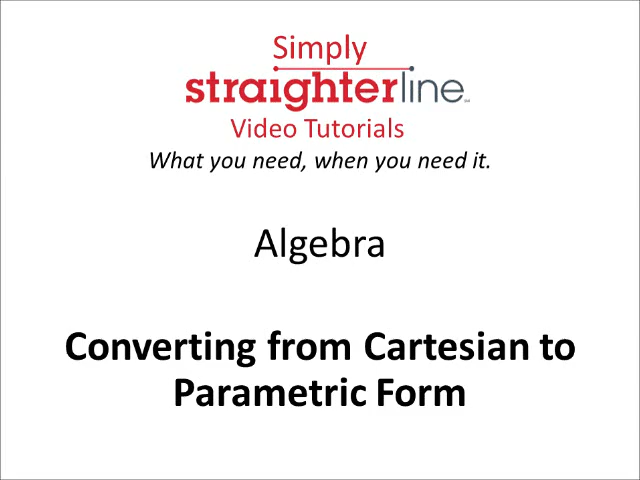 Simply
straighterline
Video Tutorials
What you need, when you need it.
Algebra
Converting from Cartesian to
Parametric Form